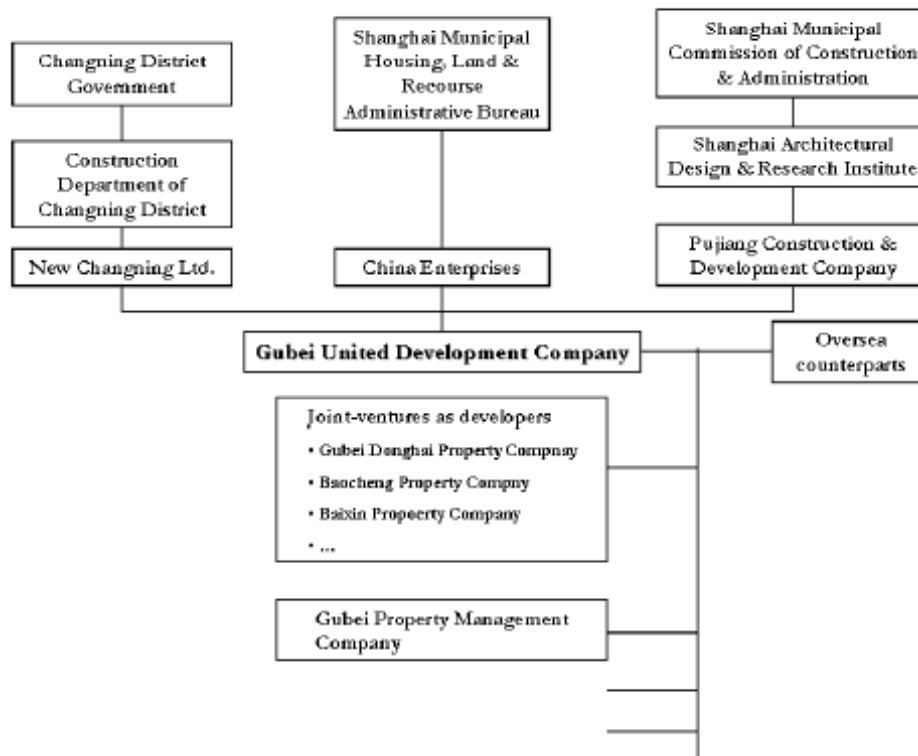 Changning District
Government
Shanghai Municipal
Housing, Land &
Recourse
Administrative Bureau
Shanghai Municipal
Commission of Construction
& Administration
Construction
Department of
Changning District
Shanghai Architectural
Design & Research Institute
New Changning Ltd.
China Enterprises
Pujiang Construction &
Development Company
Gubei United Development Company
Oversea
counterparts
Joint-ventures as developers
• Gubei Donghai Property Compnay
• Baocheng Property Compny
• Baixin Propoerty Company
• ...
Gubei Property Management
Company